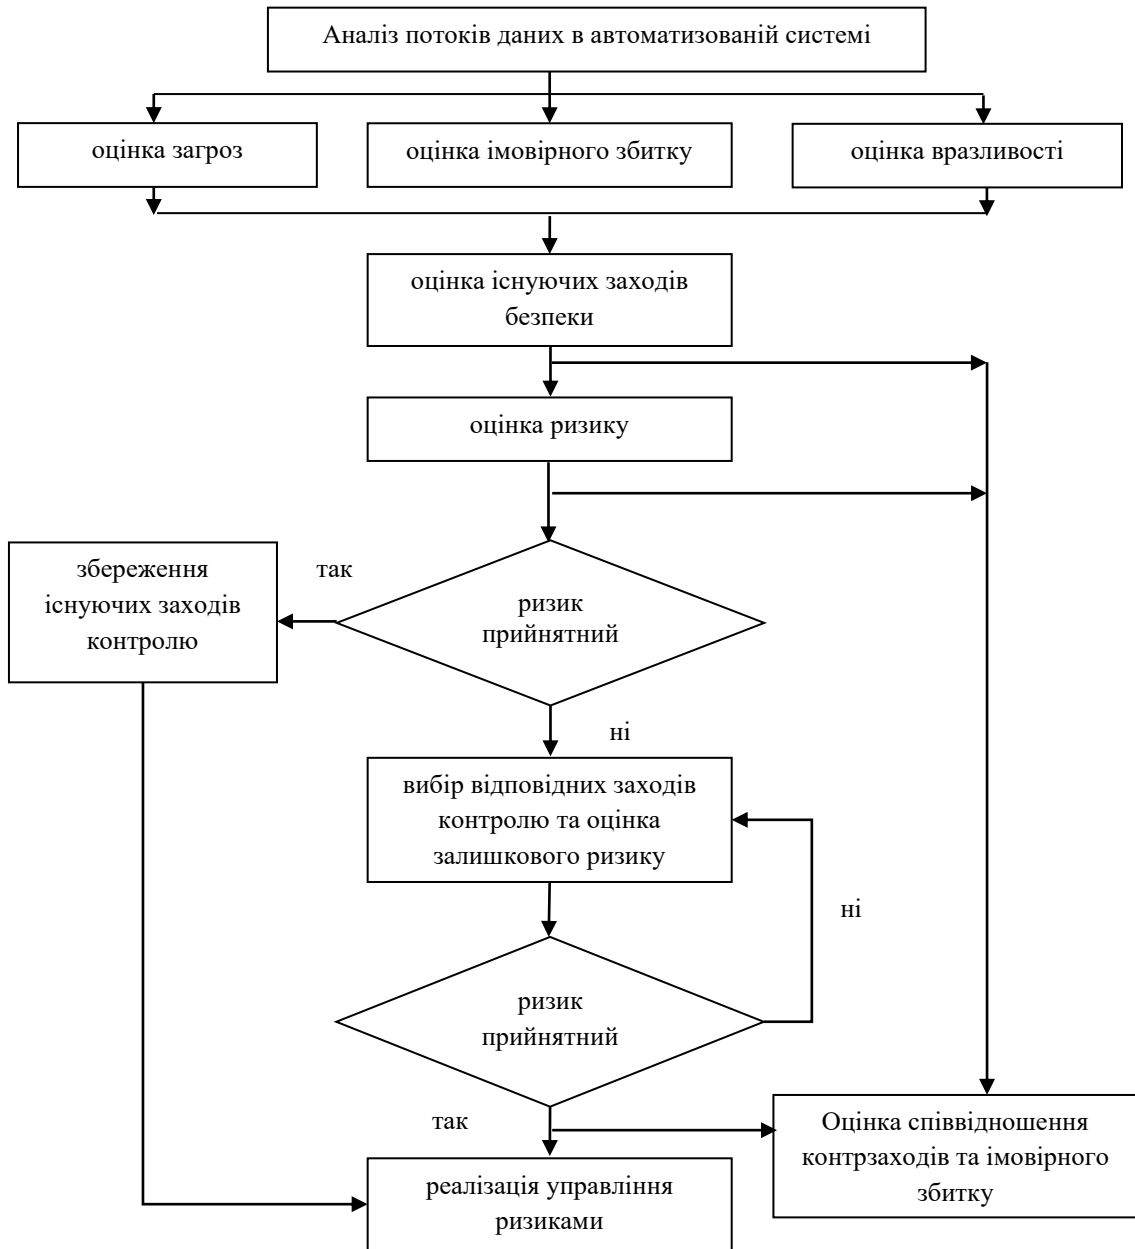 Аналіз потоків даних в автоматизованій системі
оцінка загроз
оцінка імовірного збитку
оцінка вразливості
оцінка існуючих заходів
безпеки
оцінка ризику
збереження
існуючих заходів
контролю
так
ризик
прийнятний
ні
вибір відповідних заходів
контролю та оцінка
залишкового ризику
ні
ризик
прийнятний
так
Оцінка співвідношення
контрзаходів та імовірного
збитку
реалізація управління
ризиками